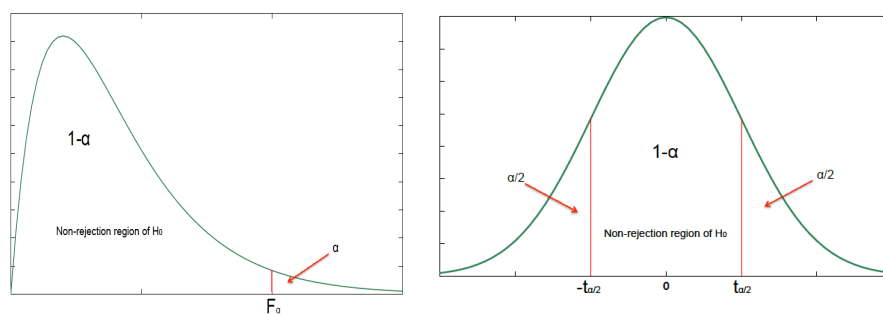 1-α
Non-rejection region of H₀
α
Fα
1-α
α/2
α/2
Non-rejection region of H₀
-tα/2
0
tα/2